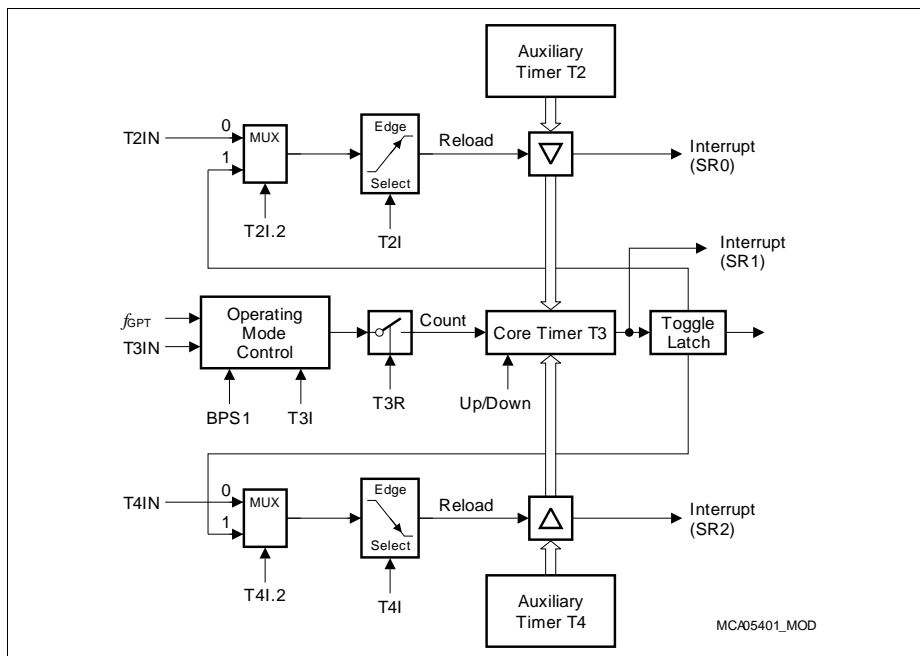 Auxiliary
Timer T2
T2IN
0
1
MUX
Edge
Select
Reload
Interrupt
(SR0)
T2I.2
T2I
Interrupt
(SR1)
fGPT
T3IN
Operating
Mode
Control
Count
Core Timer T3
Toggle
Latch
BPS1
T3I
T3R
Up/Down
T4IN
0
1
MUX
Edge
Select
Reload
Interrupt
(SR2)
T4I.2
T4I
Auxiliary
Timer T4
MCA05401_MOD